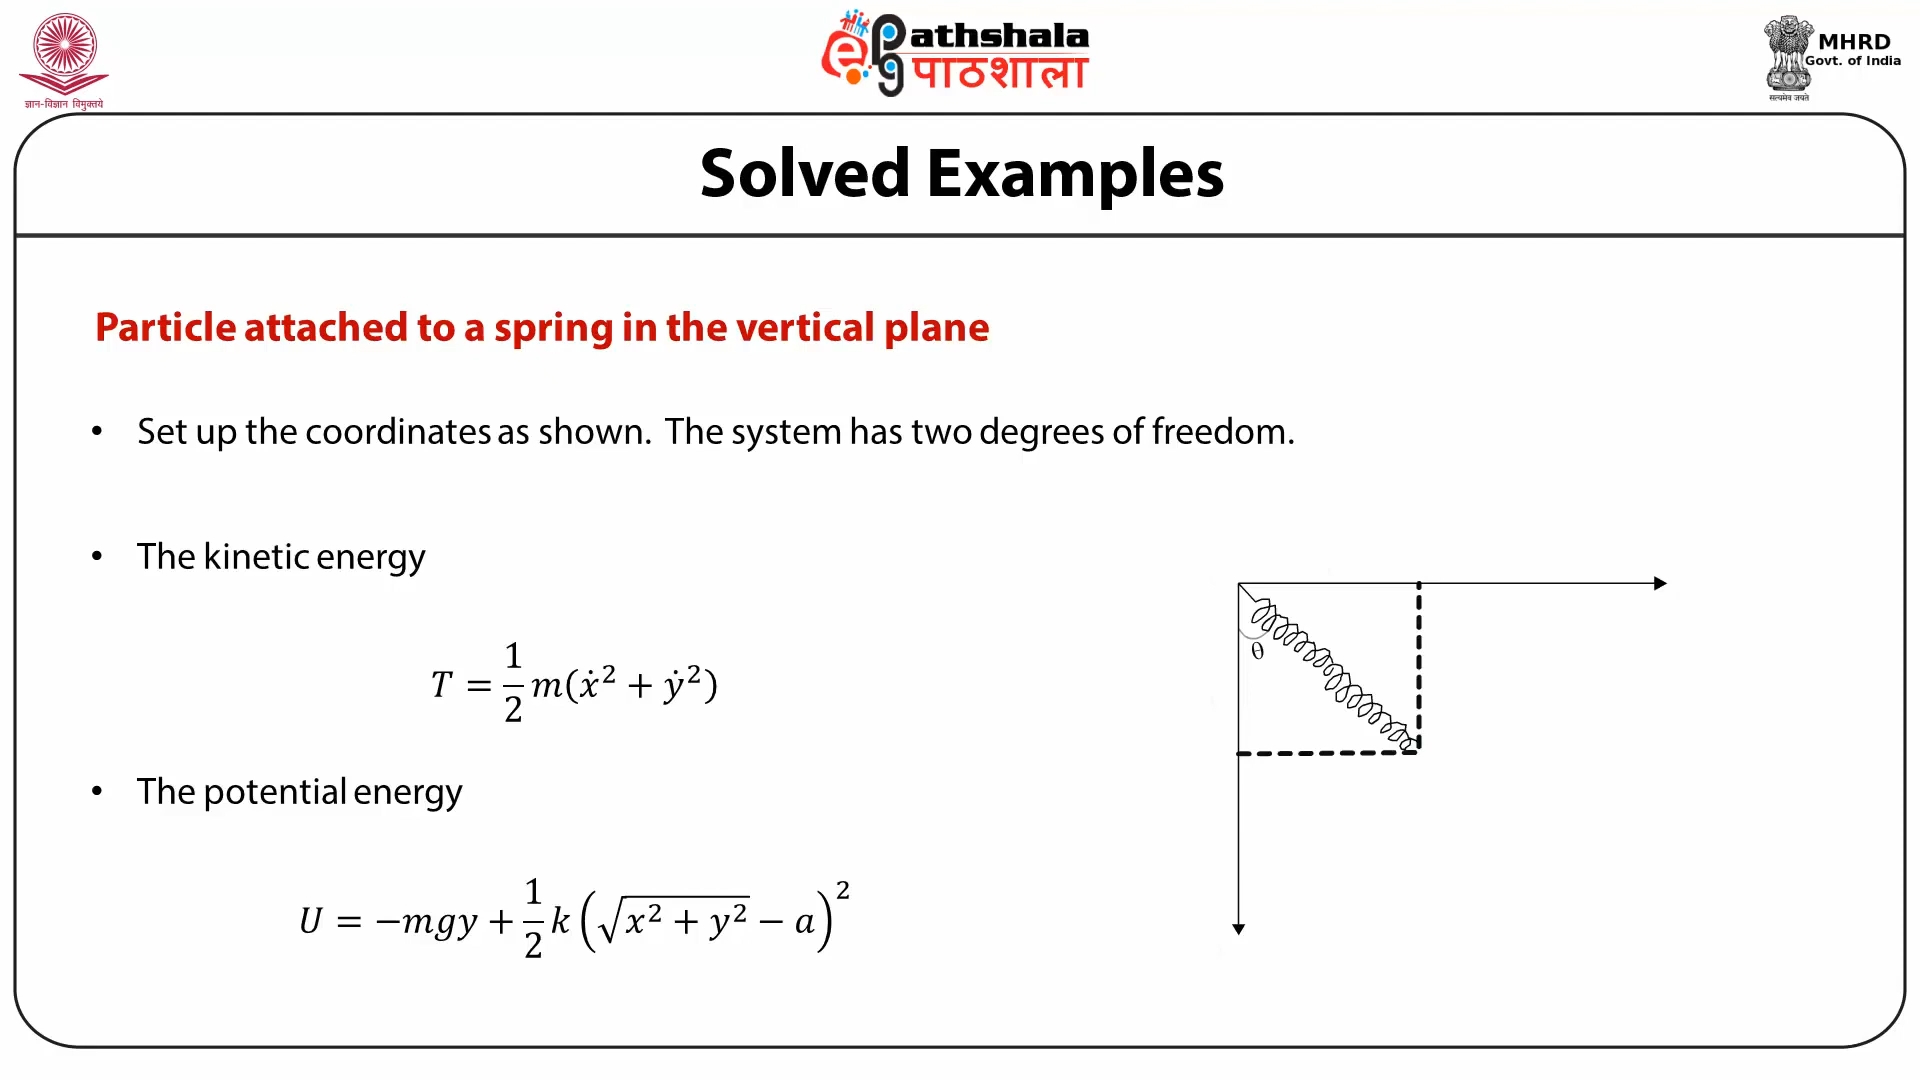 ज्ञान-विज्ञान विमुक्तये
ePathshala
पाठशाला
MHRD
Govt. of India
सत्यमेव जयते
Solved Examples
Particle attached to a spring in the vertical plane
• Set up the coordinates as shown. The system has two degrees of freedom.
• The kinetic energy
T = 1/2 m(ẋ² + ẏ²)
θ
• The potential energy
U = −mgy + 1/2 k(√(x² + y²) − a)²